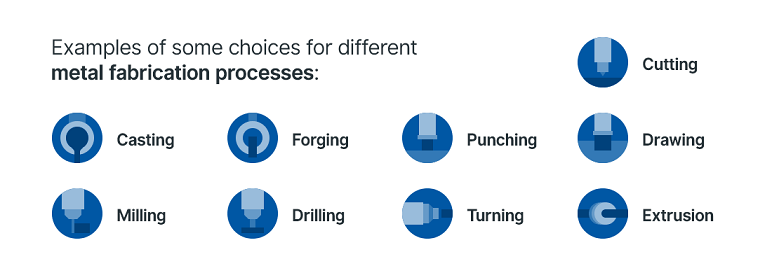 Examples of some choices for different
metal fabrication processes:
Cutting
Casting
Forging
Punching
Drawing
Milling
Drilling
Turning
Extrusion